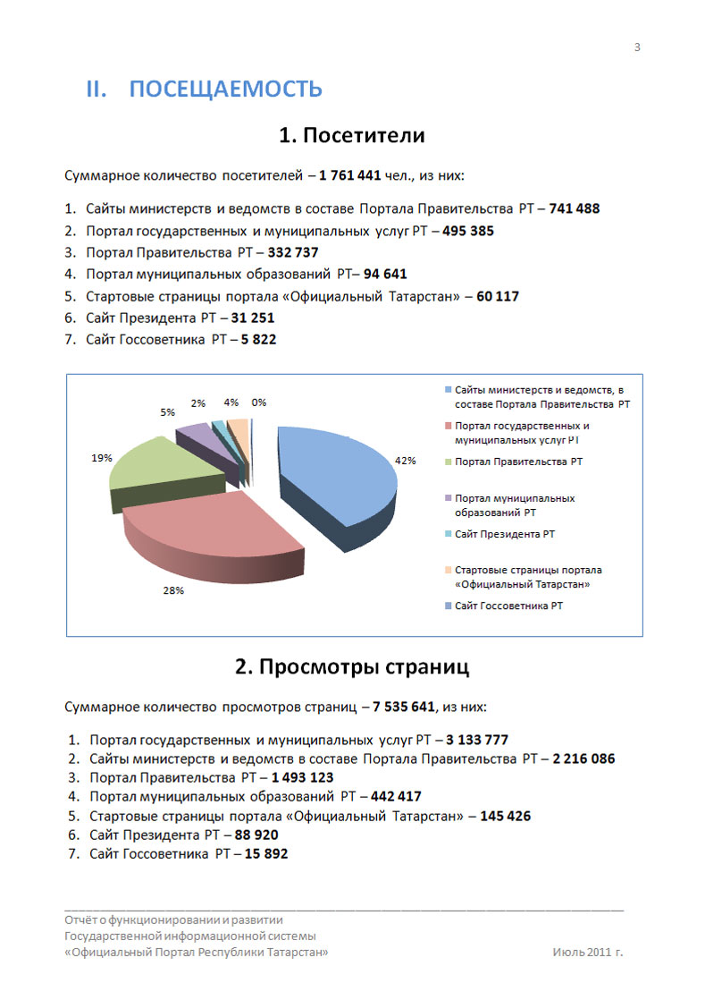 3
II. ПОСЕЩАЕМОСТЬ
1. Посетители
Суммарное количество посетителей – 1 761 441 чел., из них:
1. Сайты министерств и ведомств в составе Портала Правительства РТ – 741 488
2. Портал государственных и муниципальных услуг РТ – 495 385
3. Портал Правительства РТ – 332 737
4. Портал муниципальных образований РТ– 94 641
5. Стартовые страницы портала «Официальный Татарстан» – 60 117
6. Сайт Президента РТ – 31 251
7. Сайт Госсоветника РТ – 5 822
42%
28%
19%
5%
2%
4%
0%
Сайты министерств и ведомств, в
составе Портала Правительства РТ
Портал государственных и
муниципальных услуг РТ
Портал Правительства РТ
Портал муниципальных
образований РТ
Сайт Президента РТ
Стартовые страницы портала
«Официальный Татарстан»
Сайт Госсоветника РТ
2. Просмотры страниц
Суммарное количество просмотров страниц – 7 535 641, из них:
1. Портал государственных и муниципальных услуг РТ – 3 133 777
2. Сайты министерств и ведомств в составе Портала Правительства РТ – 2 216 086
3. Портал Правительства РТ – 1 493 123
4. Портал муниципальных образований РТ – 442 417
5. Стартовые страницы портала «Официальный Татарстан» – 145 426
6. Сайт Президента РТ – 88 920
7. Сайт Госсоветника РТ – 15 892
Отчёт о функционировании и развитии
Государственной информационной системы
«Официальный Портал Республики Татарстан» Июль 2011 г.